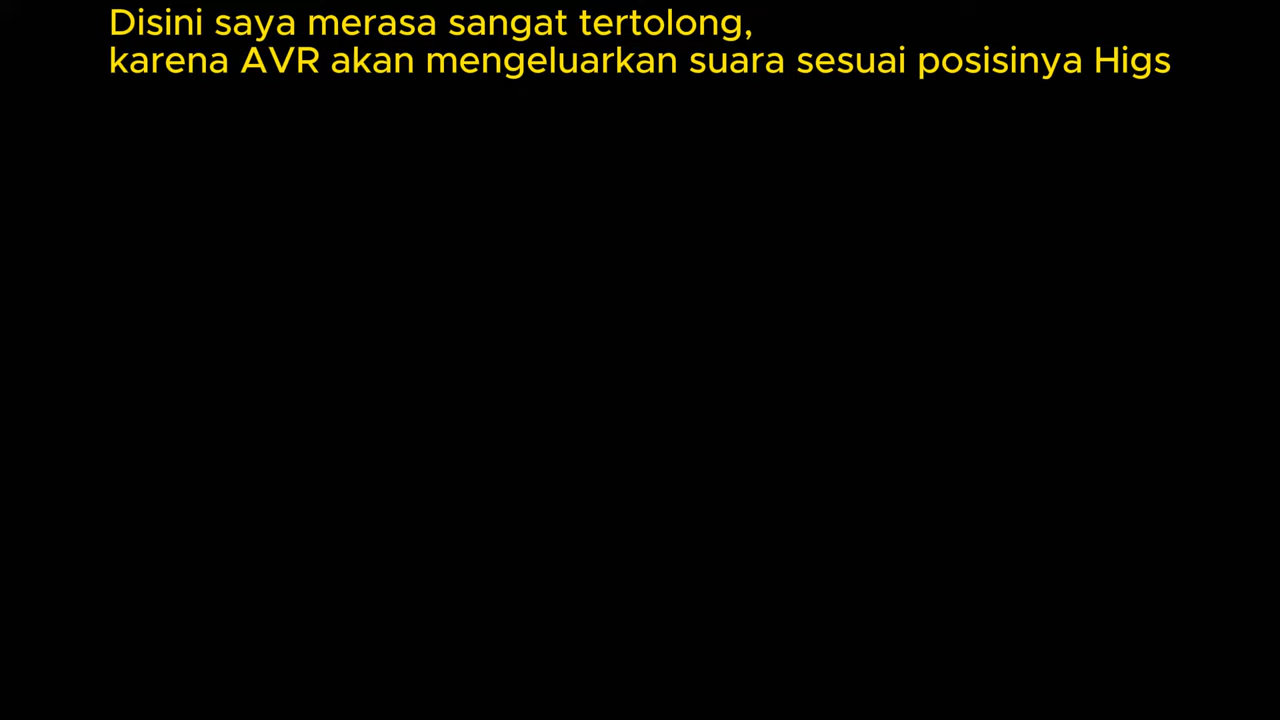 Disini saya merasa sangat tertolong,
karena AVR akan mengeluarkan suara sesuai posisinya Higs